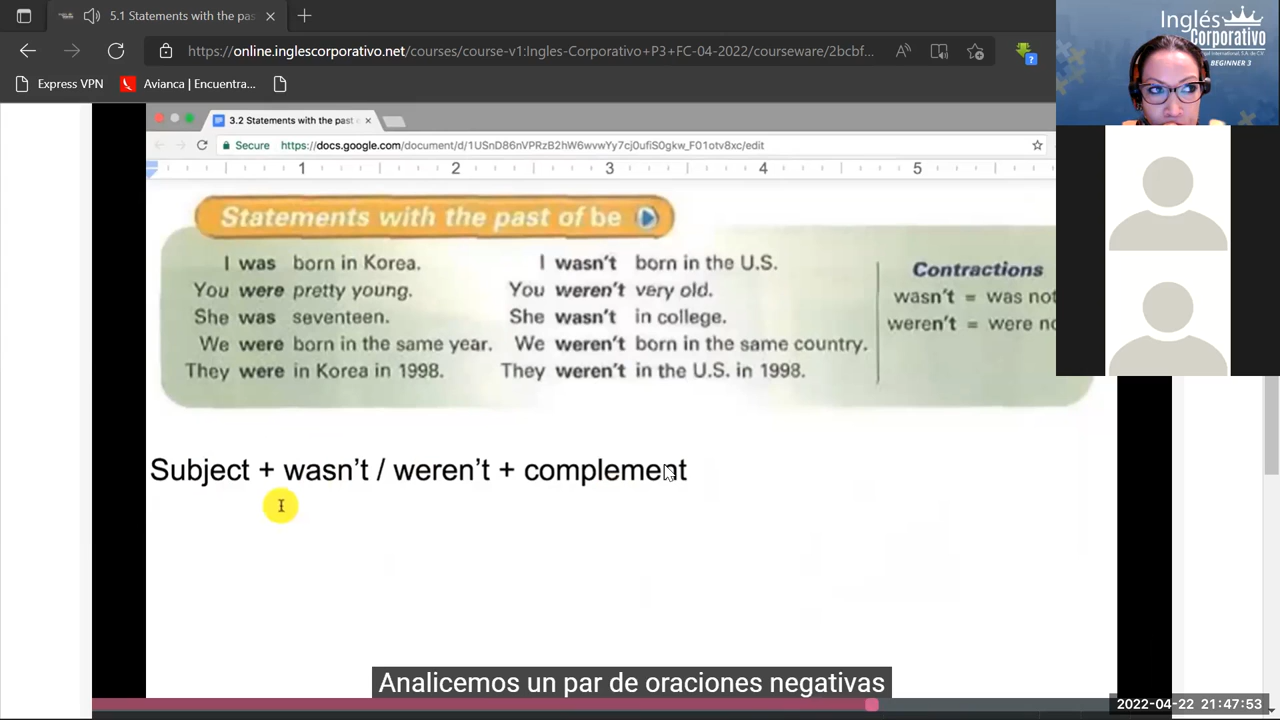 5.1 Statements with the pas
https://online.inglescorporativo.net/courses/course-v1:Ingles-Corporativo+P3+FC-04-2022/courseware/2bcbf...
Express VPN
Avianca | Encuentra...
Inglés
Corporativo
BEGINNER 3
3.2 Statements with the past
Secure https://docs.google.com/document/d/1USnD86nVPRzB2hW6wvwYy7cj0ufiS0gkw_F01otv8xc/edit
1 2 3 4 5
Statements with the past of be
I was born in Korea. I wasn't born in the U.S.
You were pretty young. You weren't very old.
She was seventeen. She wasn't in college.
We were born in the same year. We weren't born in the same country.
They were in Korea in 1998. They weren't in the U.S. in 1998.
Contractions
wasn't = was not
weren't = were no
Subject + wasn't / weren't + complement
Analicemos un par de oraciones negativas
2022-04-22 21:47:53